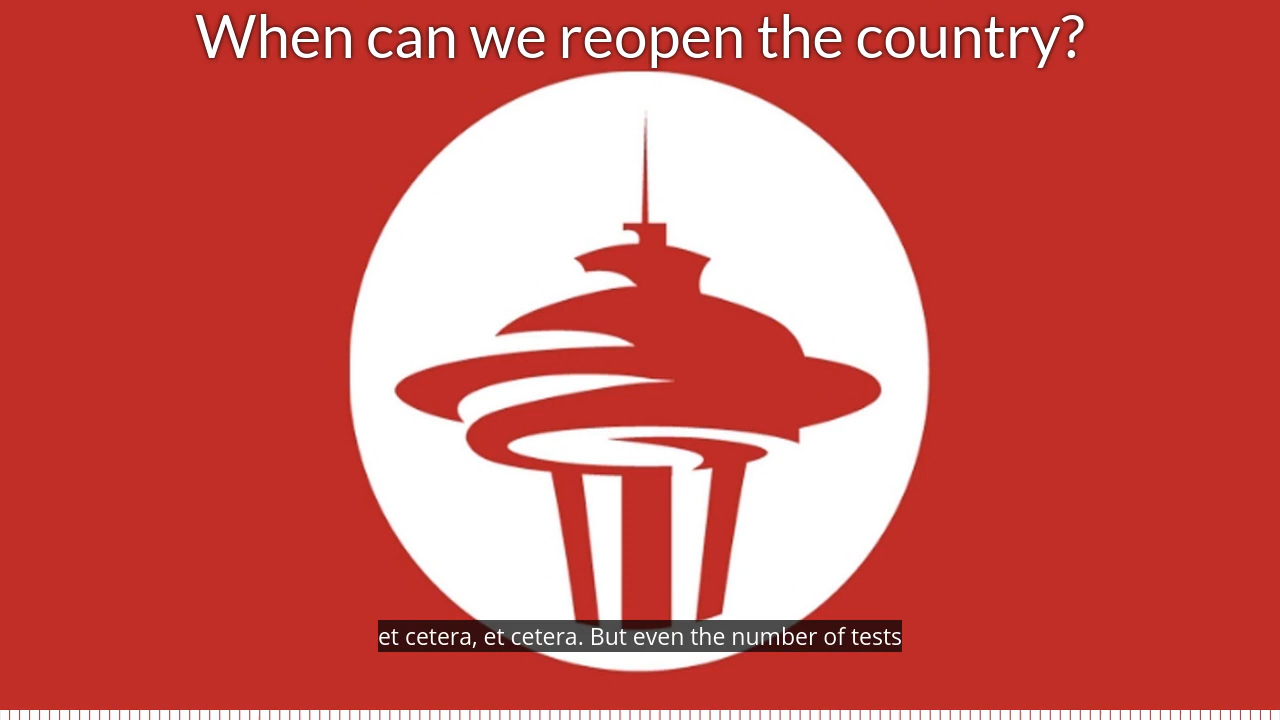 When can we reopen the country?
et cetera, et cetera. But even the number of tests